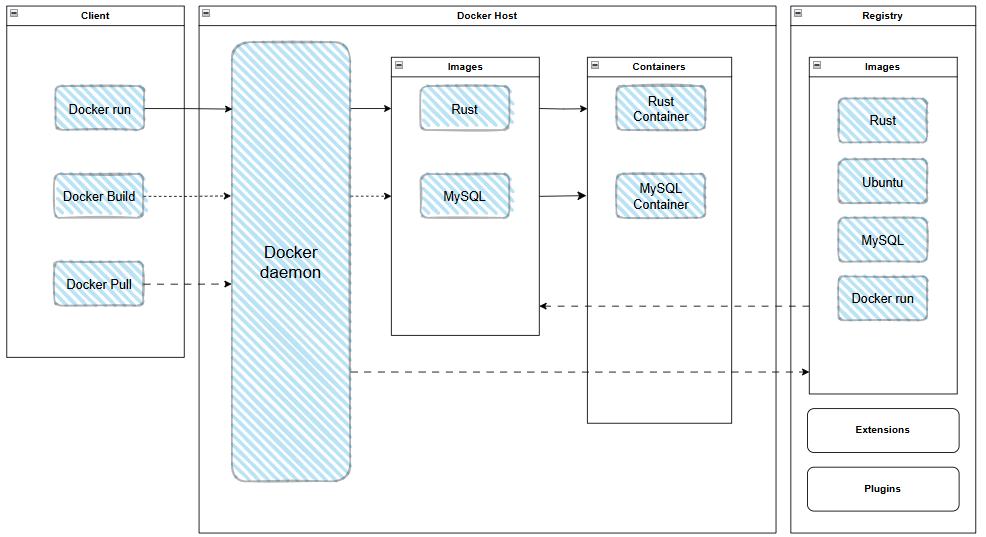 Client
Docker run
Docker Build
Docker Pull
Docker Host
Docker
daemon
Images
Rust
MySQL
Containers
Rust
Container
MySQL
Container
Registry
Images
Rust
Ubuntu
MySQL
Docker run
Extensions
Plugins